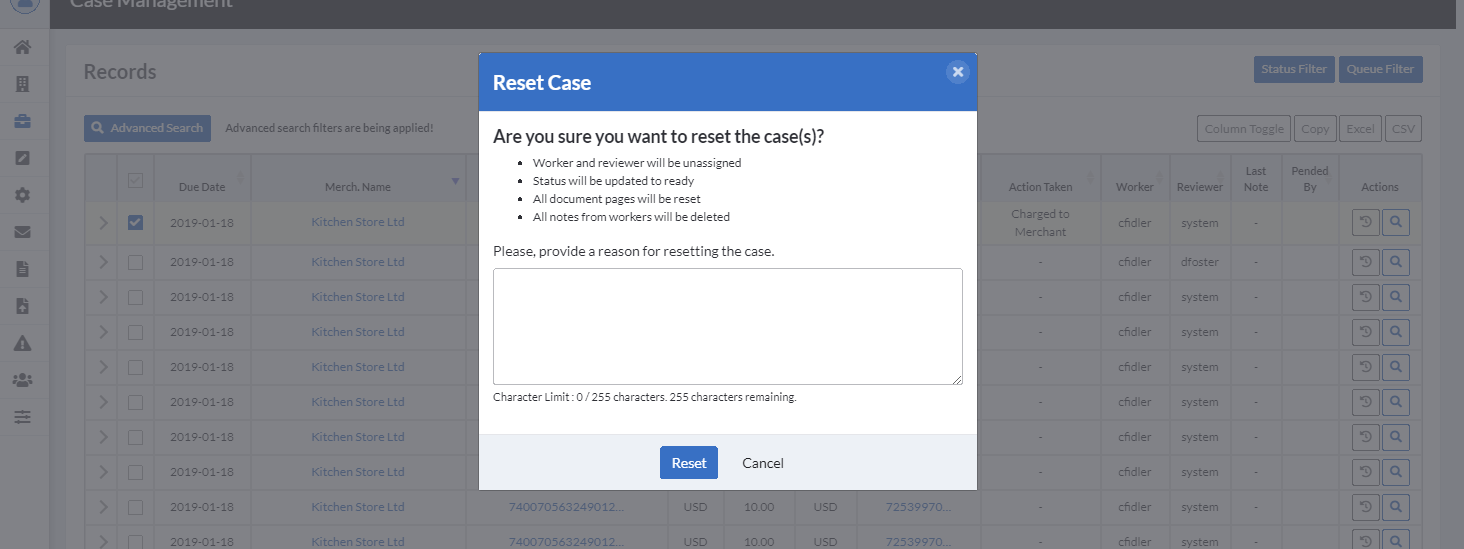 Case Management
Records
Status Filter
Queue Filter
Advanced Search
Advanced search filters are being applied!
Column Toggle
Copy
Excel
CSV
Reset Case
Are you sure you want to reset the case(s)?
Worker and reviewer will be unassigned
Status will be updated to ready
All document pages will be reset
All notes from workers will be deleted
Please, provide a reason for resetting the case.
Character Limit : 0 / 255 characters. 255 characters remaining.
Reset
Cancel
Due Date Merch. Name Action Taken Worker Reviewer Last Note Pended By Actions
2019-01-18 Kitchen Store Ltd Charged to Merchant cfidler system -
2019-01-18 Kitchen Store Ltd - cfidler dfoster -
2019-01-18 Kitchen Store Ltd - cfidler system -
2019-01-18 Kitchen Store Ltd - cfidler system -
2019-01-18 Kitchen Store Ltd - cfidler system -
2019-01-18 Kitchen Store Ltd - cfidler system -
2019-01-18 Kitchen Store Ltd - cfidler system -
2019-01-18 Kitchen Store Ltd - cfidler system -
2019-01-18 Kitchen Store Ltd 740070563249012... USD 10.00 USD 72539970... - cfidler system -
2019-01-18 Kitchen Store Ltd 740070563249012... USD 10.00 USD 72539970... - cfidler system -